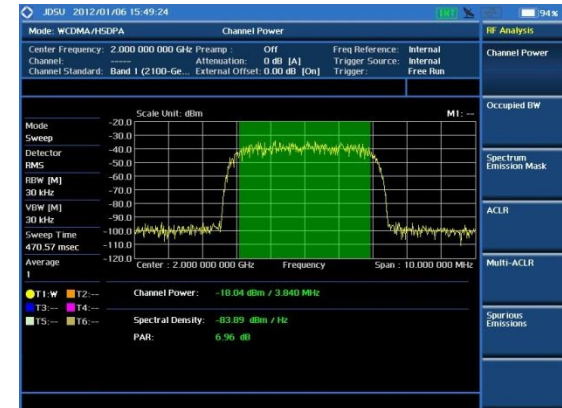 JDSU 2012/01/06 15:49:24 INT 94%
Mode: WCDMA/HSDPA Channel Power RF Analysis
Center Frequency: 2.000 000 000 GHz Preamp : Off Freq Reference: Internal
Channel: ----- Attenuation: 0 dB [A] Trigger Source: Internal
Channel Standard: Band 1 (2100-Ge... External Offset: 0.00 dB [On] Trigger: Free Run
Channel Power
Occupied BW
Spectrum
Emission Mask
ACLR
Multi-ACLR
Spurious
Emissions
Scale Unit: dBm M1: --
Mode
Sweep
Detector
RMS
RBW [M]
30 kHz
VBW [M]
30 kHz
Sweep Time
470.57 msec
Average
1
-20.0
-30.0
-40.0
-50.0
-60.0
-70.0
-80.0
-90.0
-100.0
-110.0
-120.0
Center : 2.000 000 000 GHz Frequency Span : 10.000 000 MHz
T1:W T2:--
T3:-- T4:--
T5:-- T6:--
Channel Power: -18.04 dBm / 3.840 MHz
Spectral Density: -83.89 dBm / Hz
PAR: 6.96 dB